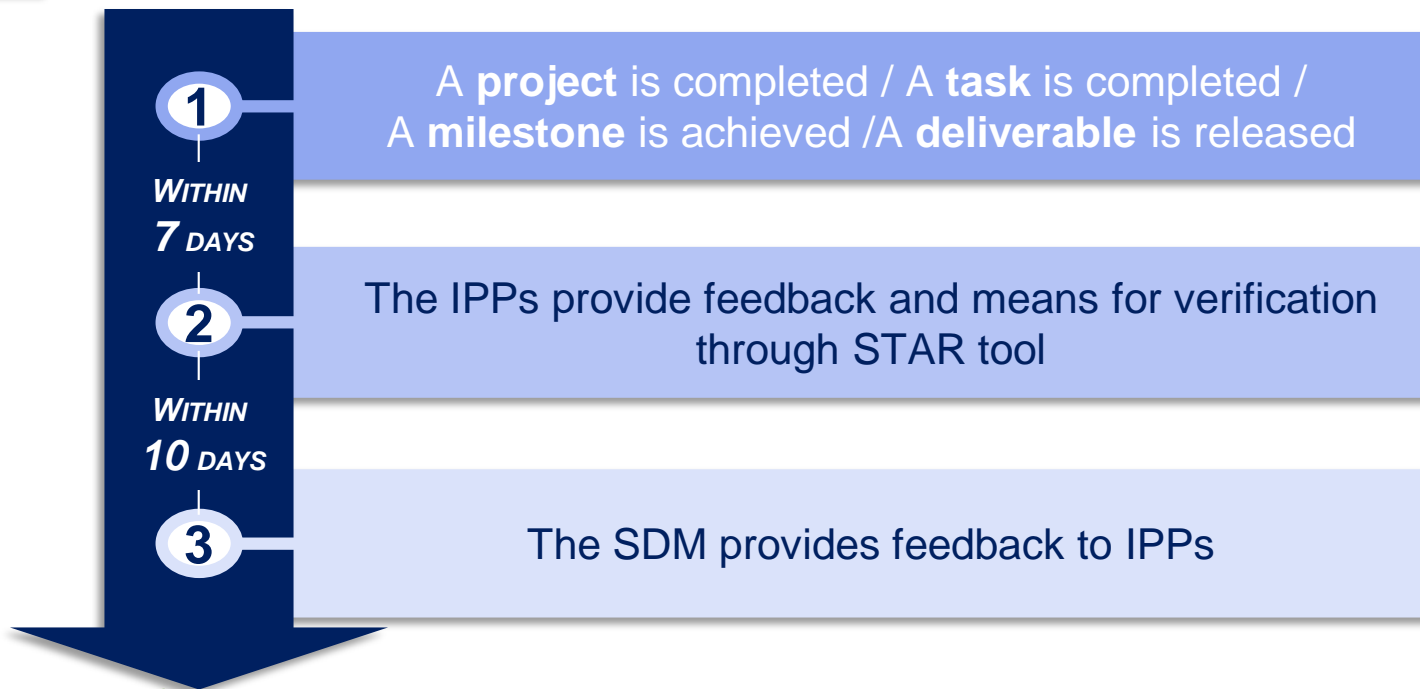 1
A project is completed / A task is completed /
A milestone is achieved /A deliverable is released
WITHIN
7 DAYS
2
The IPPs provide feedback and means for verification
through STAR tool
WITHIN
10 DAYS
3
The SDM provides feedback to IPPs